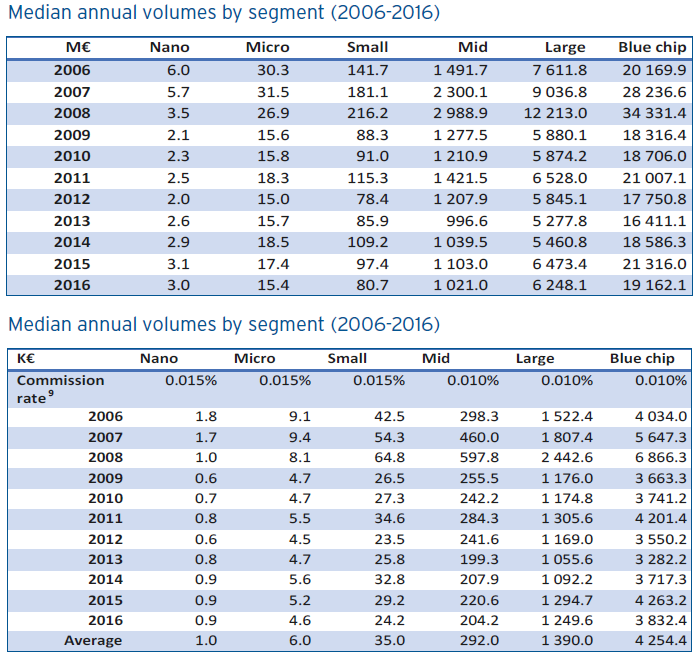 Median annual volumes by segment (2006-2016)
M€ Nano Micro Small Mid Large Blue chip
2006 6.0 30.3 141.7 1 491.7 7 611.8 20 169.9
2007 5.7 31.5 181.1 2 300.1 9 036.8 28 236.6
2008 3.5 26.9 216.2 2 988.9 12 213.0 34 331.4
2009 2.1 15.6 88.3 1 277.5 5 880.1 18 316.4
2010 2.3 15.8 91.0 1 210.9 5 874.2 18 706.0
2011 2.5 18.3 115.3 1 421.5 6 528.0 21 007.1
2012 2.0 15.0 78.4 1 207.9 5 845.1 17 750.8
2013 2.6 15.7 85.9 996.6 5 277.8 16 411.1
2014 2.9 18.5 109.2 1 039.5 5 460.8 18 586.3
2015 3.1 17.4 97.4 1 103.0 6 473.4 21 316.0
2016 3.0 15.4 80.7 1 021.0 6 248.1 19 162.1
Median annual volumes by segment (2006-2016)
K€ Nano Micro Small Mid Large Blue chip
Commission 0.015% 0.015% 0.015% 0.010% 0.010% 0.010%
rate⁹
2006 1.8 9.1 42.5 298.3 1 522.4 4 034.0
2007 1.7 9.4 54.3 460.0 1 807.4 5 647.3
2008 1.0 8.1 64.8 597.8 2 442.6 6 866.3
2009 0.6 4.7 26.5 255.5 1 176.0 3 663.3
2010 0.7 4.7 27.3 242.2 1 174.8 3 741.2
2011 0.8 5.5 34.6 284.3 1 305.6 4 201.4
2012 0.6 4.5 23.5 241.6 1 169.0 3 550.2
2013 0.8 4.7 25.8 199.3 1 055.6 3 282.2
2014 0.9 5.6 32.8 207.9 1 092.2 3 717.3
2015 0.9 5.2 29.2 220.6 1 294.7 4 263.2
2016 0.9 4.6 24.2 204.2 1 249.6 3 832.4
Average 1.0 6.0 35.0 292.0 1 390.0 4 254.4